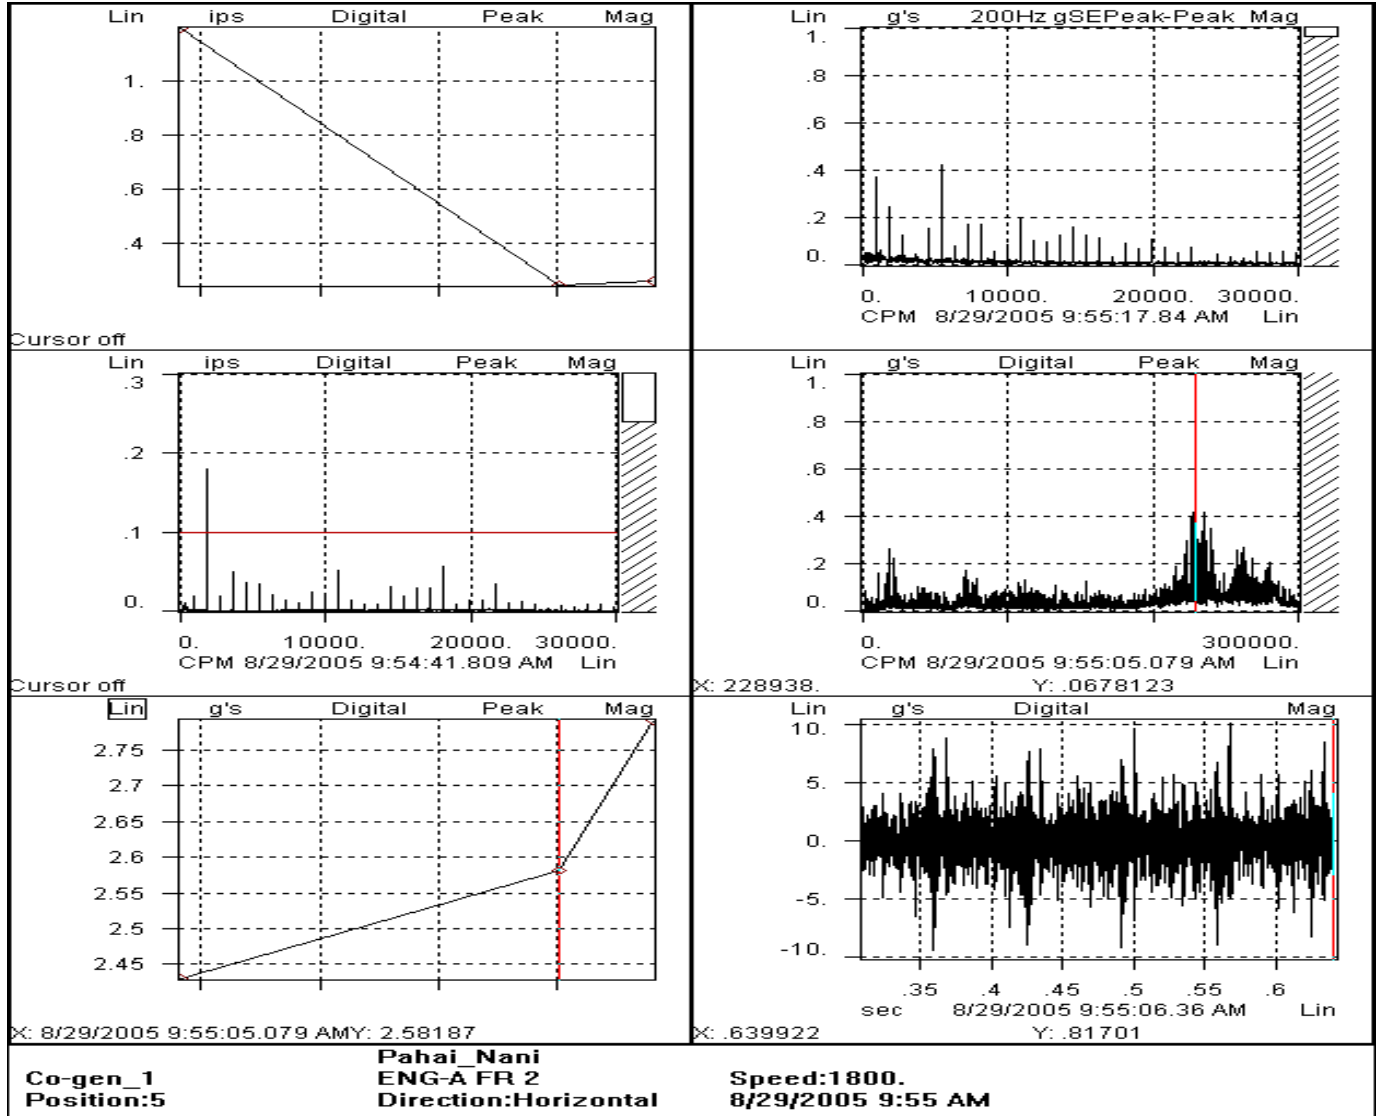 Lin ips Digital Peak Mag
1.
.8
.6
.4
Cursor off
Lin g's 200Hz gSEPeak-Peak Mag
1.
.8
.6
.4
.2
0.
0. 10000. 20000. 30000.
CPM 8/29/2005 9:55:17.84 AM Lin
Lin ips Digital Peak Mag
.3
.2
.1
0.
0. 10000. 20000. 30000.
CPM 8/29/2005 9:54:41.809 AM Lin
Cursor off
Lin g's Digital Peak Mag
1.
.8
.6
.4
.2
0.
0. 300000.
CPM 8/29/2005 9:55:05.079 AM Lin
X: 228938. Y: .0678123
Lin g's Digital Peak Mag
2.75
2.7
2.65
2.6
2.55
2.5
2.45
X: 8/29/2005 9:55:05.079 AMY: 2.58187
Lin g's Digital Mag
10.
5.
0.
-5.
-10.
.35 .4 .45 .5 .55 .6
sec 8/29/2005 9:55:06.36 AM Lin
X: .639922 Y: .81701
Pahai_Nani
Co-gen_1 ENG-A FR 2 Speed:1800.
Position:5 Direction:Horizontal 8/29/2005 9:55 AM